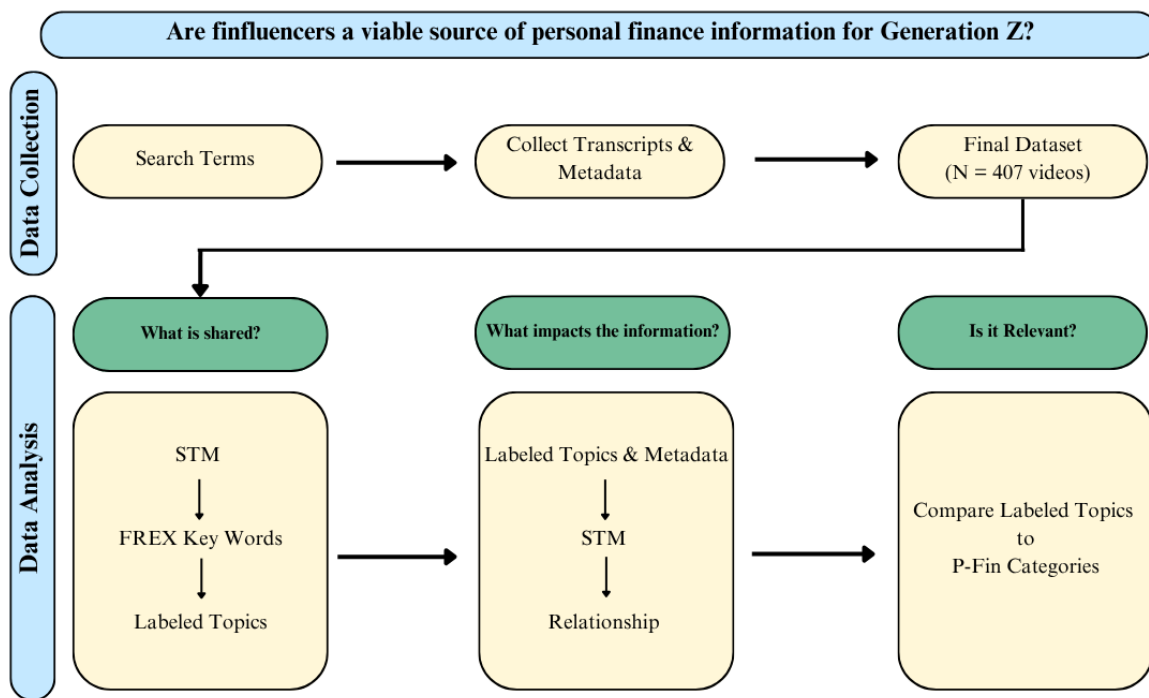 Are finfluencers a viable source of personal finance information for Generation Z?
Data Collection
Search Terms
Collect Transcripts &
Metadata
Final Dataset
(N = 407 videos)
Data Analysis
What is shared?
STM
FREX Key Words
Labeled Topics
What impacts the information?
Labeled Topics & Metadata
STM
Relationship
Is it Relevant?
Compare Labeled Topics
to
P-Fin Categories